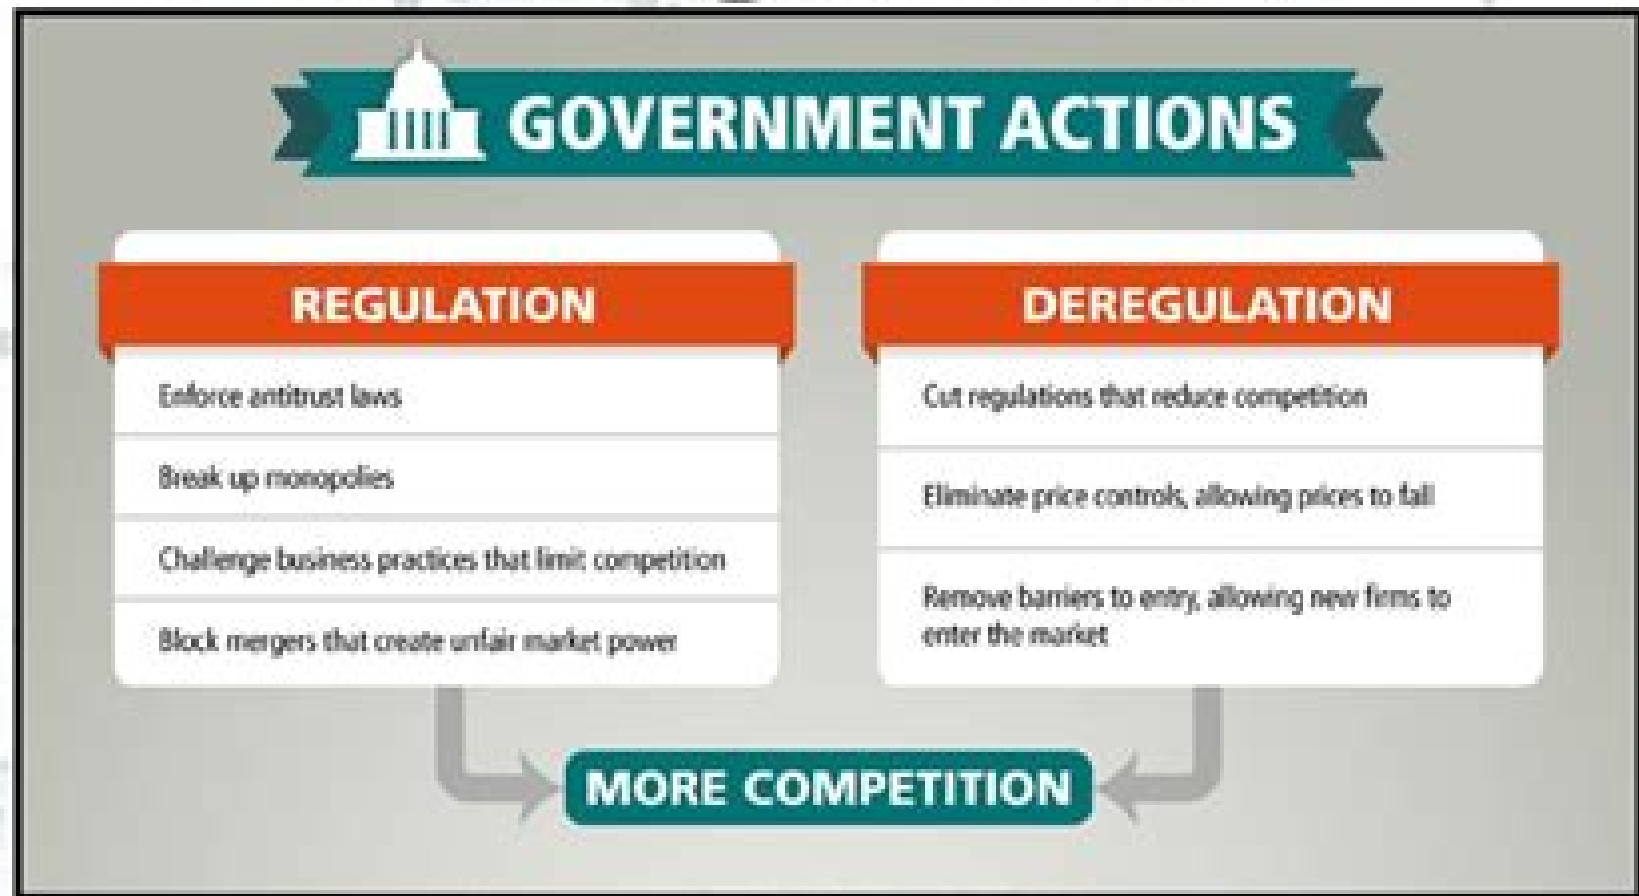 GOVERNMENT ACTIONS
REGULATION
Enforce antitrust laws
Break up monopolies
Challenge business practices that limit competition
Block mergers that create unfair market power
DEREGULATION
Cut regulations that reduce competition
Eliminate price controls, allowing prices to fall
Remove barriers to entry, allowing new firms to
enter the market
MORE COMPETITION